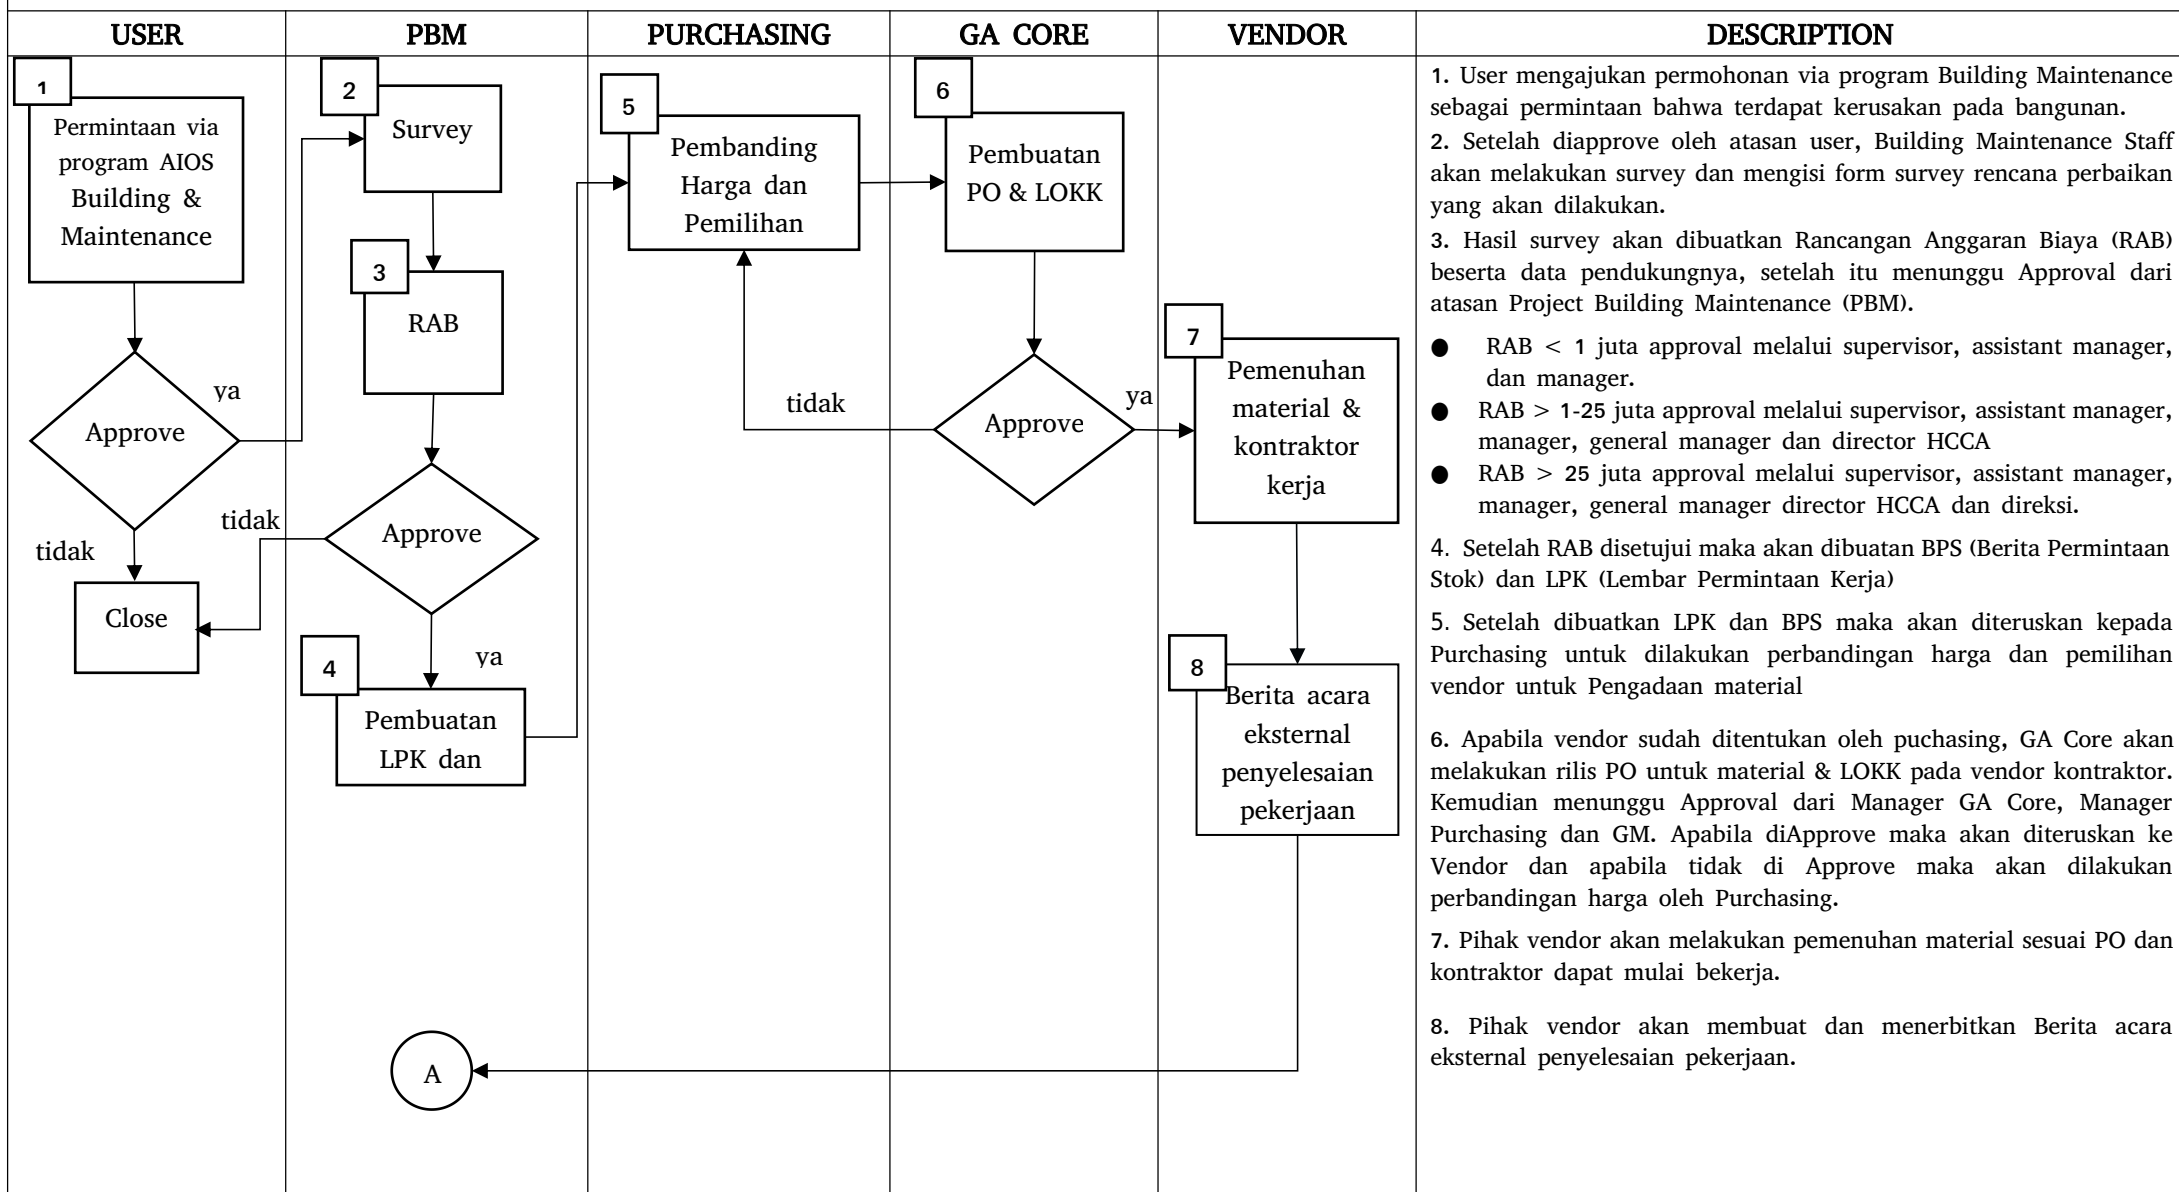 USER
PBM
PURCHASING
GA CORE
VENDOR
DESCRIPTION
1
Permintaan via
program AIOS
Building &
Maintenance
Approve
ya
tidak
Close
2
Survey
3
RAB
Approve
tidak
ya
4
Pembuatan
LPK dan
A
5
Pembanding
Harga dan
Pemilihan
tidak
6
Pembuatan
PO & LOKK
Approve
ya
7
Pemenuhan
material &
kontraktor
kerja
8
Berita acara
eksternal
penyelesaian
pekerjaan
1. User mengajukan permohonan via program Building Maintenance
sebagai permintaan bahwa terdapat kerusakan pada bangunan.
2. Setelah diapprove oleh atasan user, Building Maintenance Staff
akan melakukan survey dan mengisi form survey rencana perbaikan
yang akan dilakukan.
3. Hasil survey akan dibuatkan Rancangan Anggaran Biaya (RAB)
beserta data pendukungnya, setelah itu menunggu Approval dari
atasan Project Building Maintenance (PBM).
● RAB < 1 juta approval melalui supervisor, assistant manager,
dan manager.
● RAB > 1-25 juta approval melalui supervisor, assistant manager,
manager, general manager dan director HCCA
● RAB > 25 juta approval melalui supervisor, assistant manager,
manager, general manager director HCCA dan direksi.
4. Setelah RAB disetujui maka akan dibuatan BPS (Berita Permintaan
Stok) dan LPK (Lembar Permintaan Kerja)
5. Setelah dibuatkan LPK dan BPS maka akan diteruskan kepada
Purchasing untuk dilakukan perbandingan harga dan pemilihan
vendor untuk Pengadaan material
6. Apabila vendor sudah ditentukan oleh puchasing, GA Core akan
melakukan rilis PO untuk material & LOKK pada vendor kontraktor.
Kemudian menunggu Approval dari Manager GA Core, Manager
Purchasing dan GM. Apabila diApprove maka akan diteruskan ke
Vendor dan apabila tidak di Approve maka akan dilakukan
perbandingan harga oleh Purchasing.
7. Pihak vendor akan melakukan pemenuhan material sesuai PO dan
kontraktor dapat mulai bekerja.
8. Pihak vendor akan membuat dan menerbitkan Berita acara
eksternal penyelesaian pekerjaan.